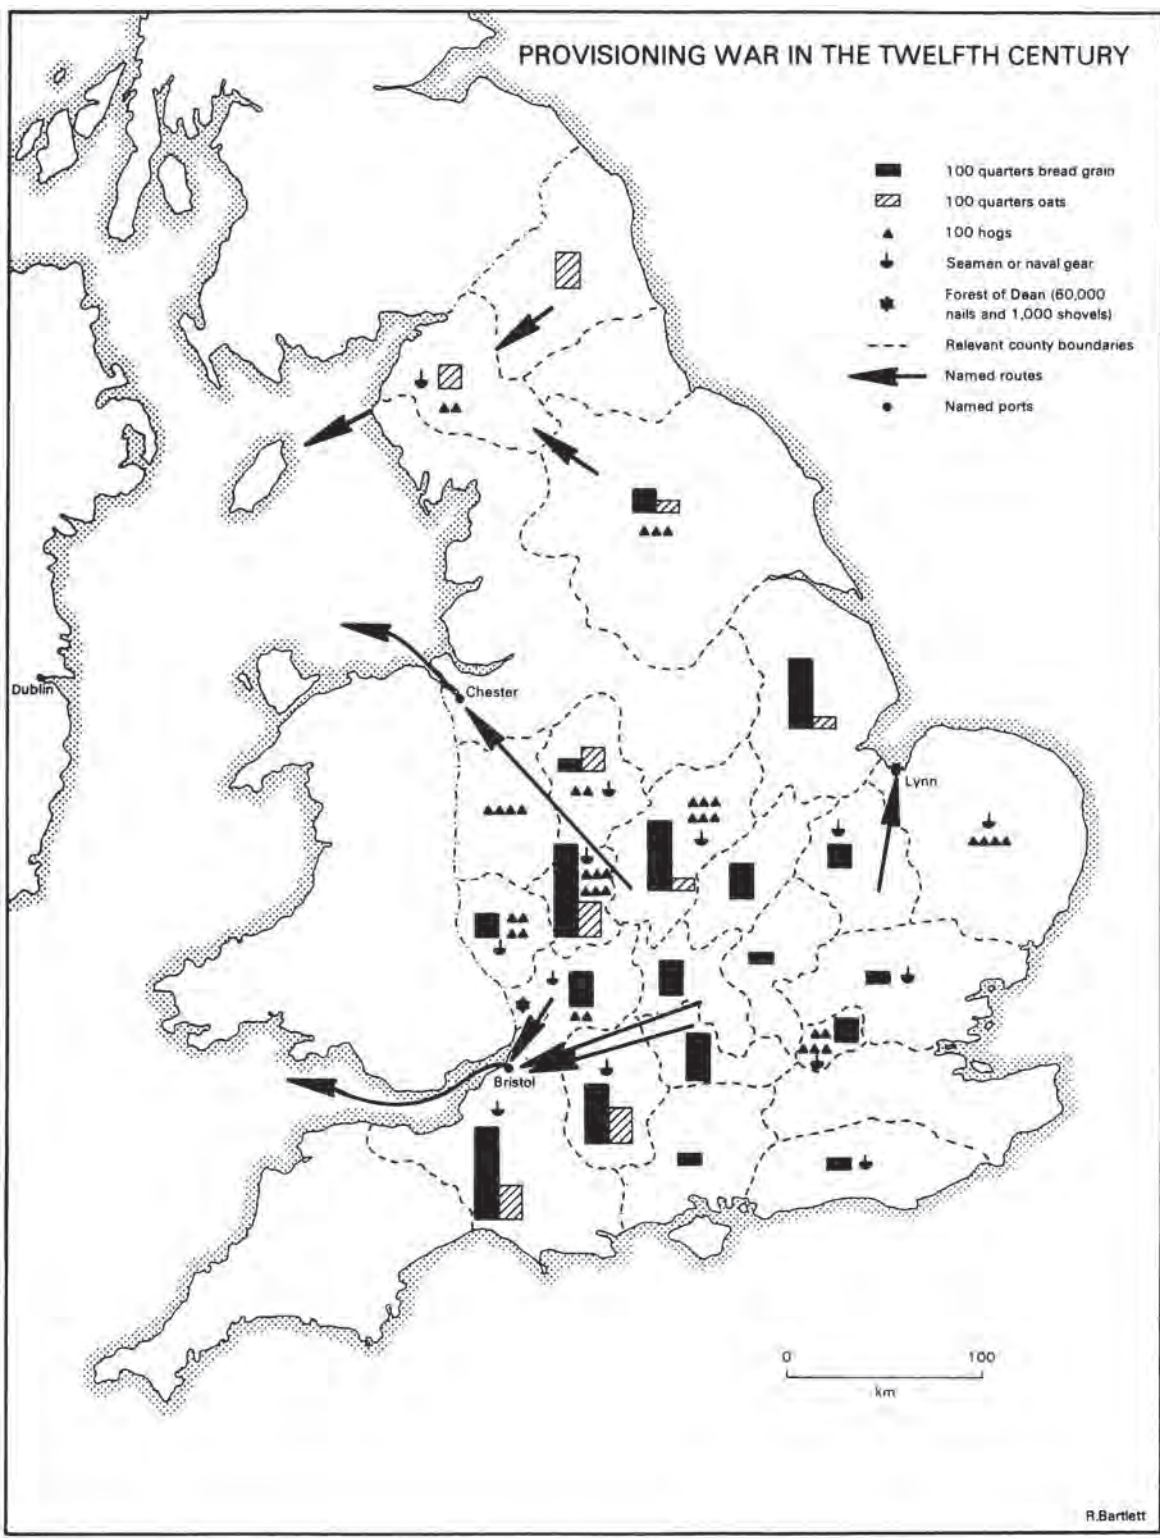 PROVISIONING WAR IN THE TWELFTH CENTURY
100 quarters bread grain
100 quarters oats
100 hogs
Seamen or naval gear
Forest of Dean (60,000
nails and 1,000 shovels)
Relevant county boundaries
Named routes
Named ports
Dublin
Chester
Lynn
Bristol
0 100
km
R.Bartlett